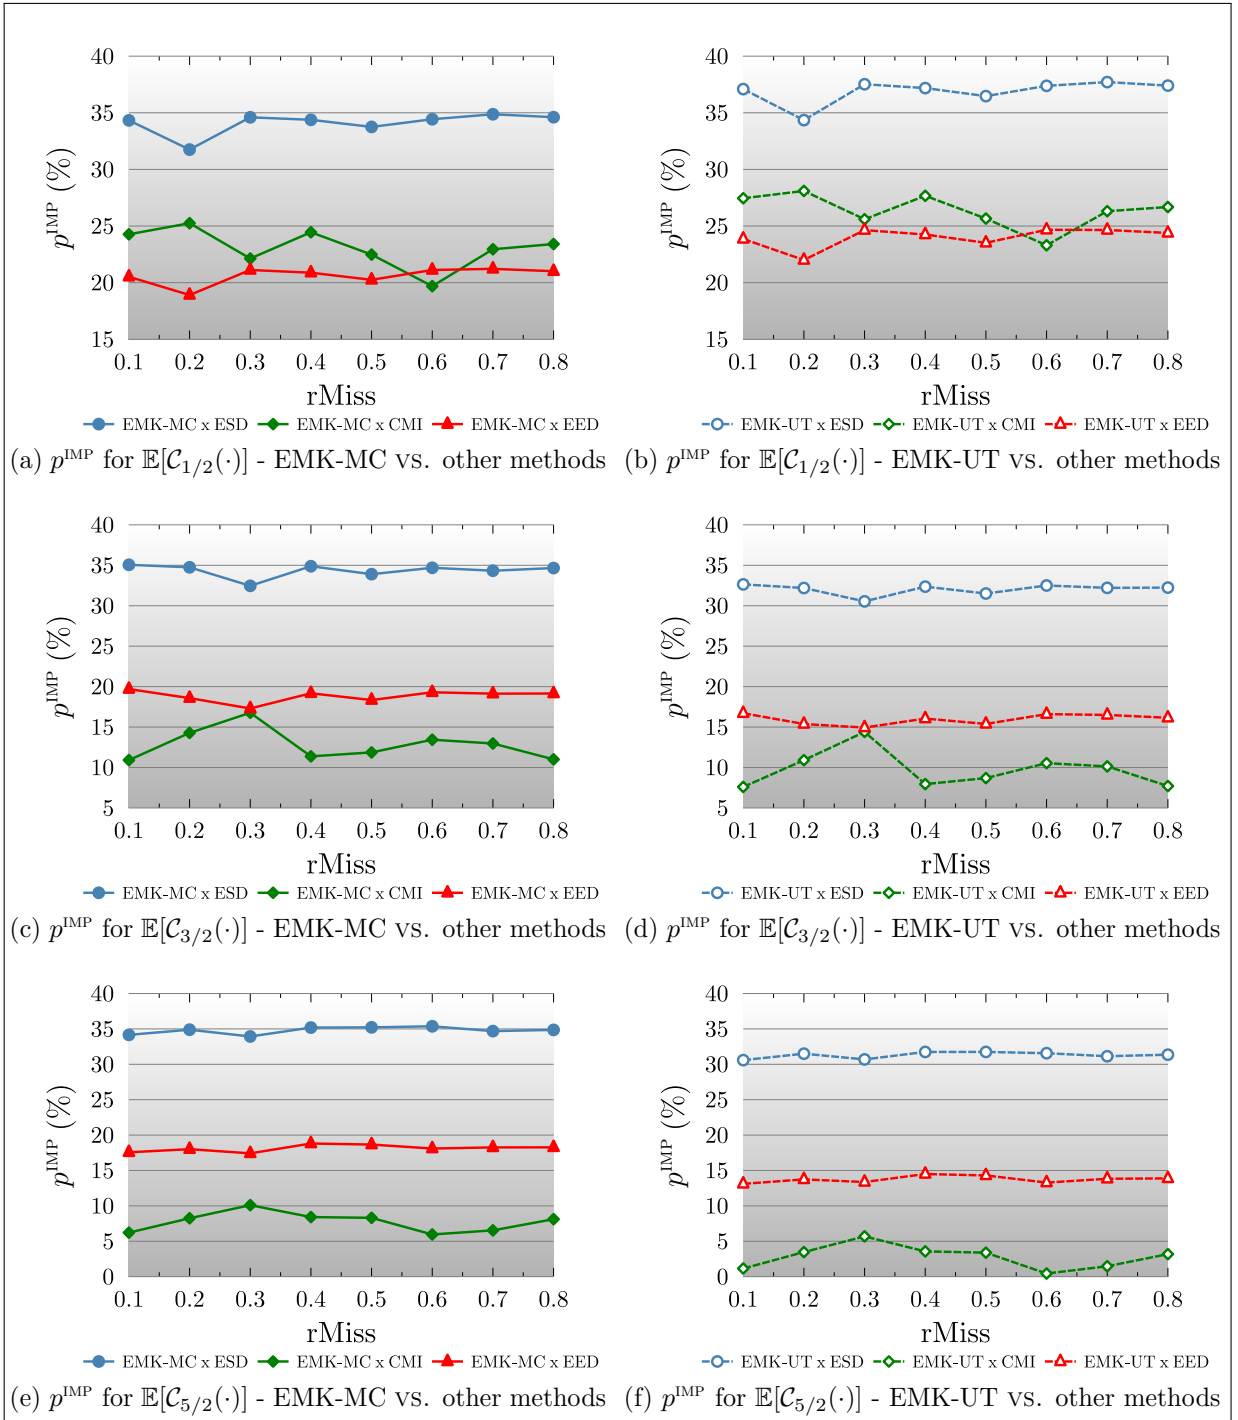 40
35
30
25
20
15
p^IMP (%)
0.1 0.2 0.3 0.4 0.5 0.6 0.7 0.8
rMiss
EMK-MC x ESD EMK-MC x CMI EMK-MC x EED
(a) p^IMP for 𝔼[𝒞_{1/2}(·)] - EMK-MC vs. other methods
40
35
30
25
20
15
p^IMP (%)
0.1 0.2 0.3 0.4 0.5 0.6 0.7 0.8
rMiss
EMK-UT x ESD EMK-UT x CMI EMK-UT x EED
(b) p^IMP for 𝔼[𝒞_{1/2}(·)] - EMK-UT vs. other methods
40
35
30
25
20
15
10
5
p^IMP (%)
0.1 0.2 0.3 0.4 0.5 0.6 0.7 0.8
rMiss
EMK-MC x ESD EMK-MC x CMI EMK-MC x EED
(c) p^IMP for 𝔼[𝒞_{3/2}(·)] - EMK-MC vs. other methods
40
35
30
25
20
15
10
5
p^IMP (%)
0.1 0.2 0.3 0.4 0.5 0.6 0.7 0.8
rMiss
EMK-UT x ESD EMK-UT x CMI EMK-UT x EED
(d) p^IMP for 𝔼[𝒞_{3/2}(·)] - EMK-UT vs. other methods
40
35
30
25
20
15
10
5
0
p^IMP (%)
0.1 0.2 0.3 0.4 0.5 0.6 0.7 0.8
rMiss
EMK-MC x ESD EMK-MC x CMI EMK-MC x EED
(e) p^IMP for 𝔼[𝒞_{5/2}(·)] - EMK-MC vs. other methods
40
35
30
25
20
15
10
5
0
p^IMP (%)
0.1 0.2 0.3 0.4 0.5 0.6 0.7 0.8
rMiss
EMK-UT x ESD EMK-UT x CMI EMK-UT x EED
(f) p^IMP for 𝔼[𝒞_{5/2}(·)] - EMK-UT vs. other methods